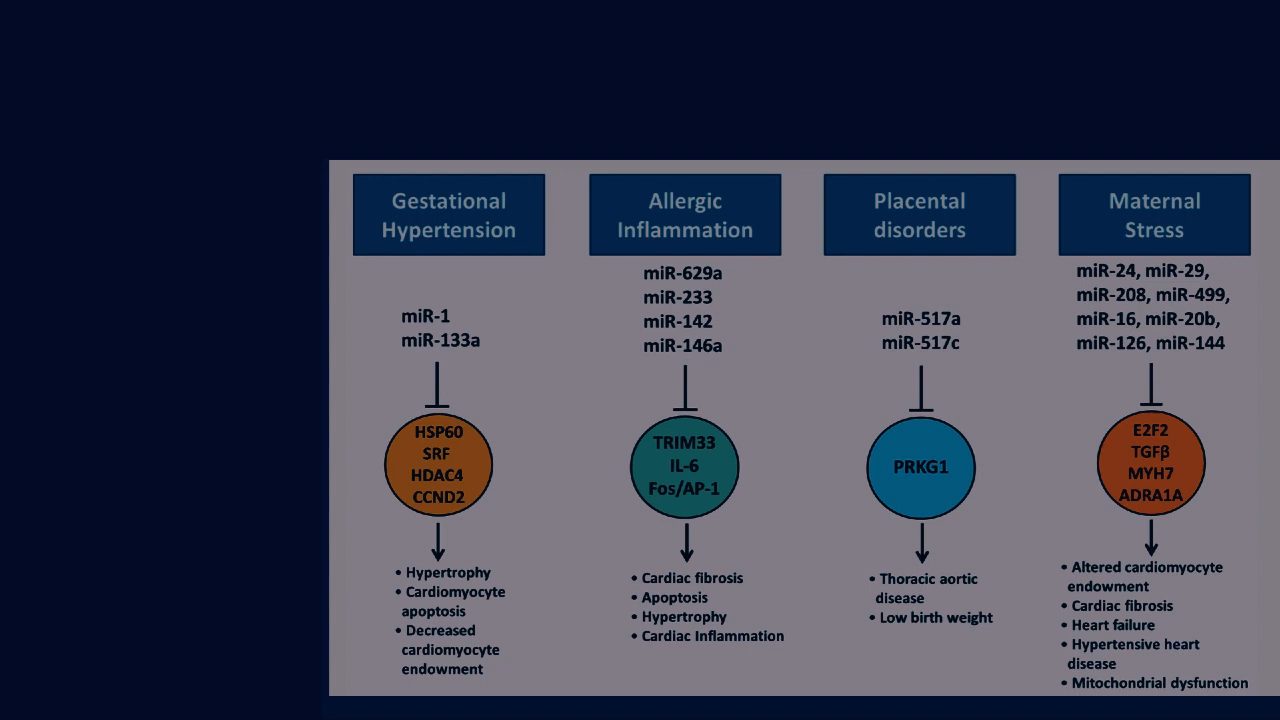 Gestational
Hypertension
miR-1
miR-133a
HSP60
SRF
HDAC4
CCND2
• Hypertrophy
• Cardiomyocyte
apoptosis
• Decreased
cardiomyocyte
endowment
Allergic
Inflammation
miR-629a
miR-233
miR-142
miR-146a
TRIM33
IL-6
Fos/AP-1
• Cardiac fibrosis
• Apoptosis
• Hypertrophy
• Cardiac Inflammation
Placental
disorders
miR-517a
miR-517c
PRKG1
• Thoracic aortic
disease
• Low birth weight
Maternal
Stress
miR-24, miR-29,
miR-208, miR-499,
miR-16, miR-20b,
miR-126, miR-144
E2F2
TGFβ
MYH7
ADRA1A
• Altered cardiomyocyte
endowment
• Cardiac fibrosis
• Heart failure
• Hypertensive heart
disease
• Mitochondrial dysfunction